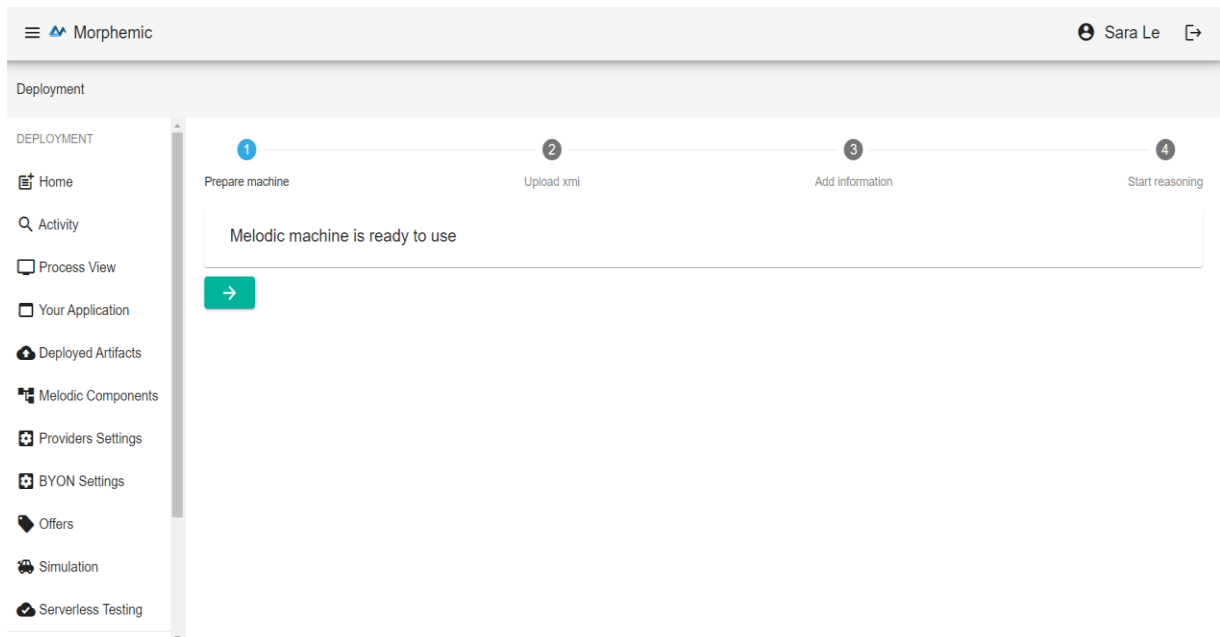 Morphemic
Sara Le
Deployment
DEPLOYMENT
Home
Activity
Process View
Your Application
Deployed Artifacts
Melodic Components
Providers Settings
BYON Settings
Offers
Simulation
Serverless Testing
1
Prepare machine
2
Upload xmi
3
Add information
4
Start reasoning
Melodic machine is ready to use